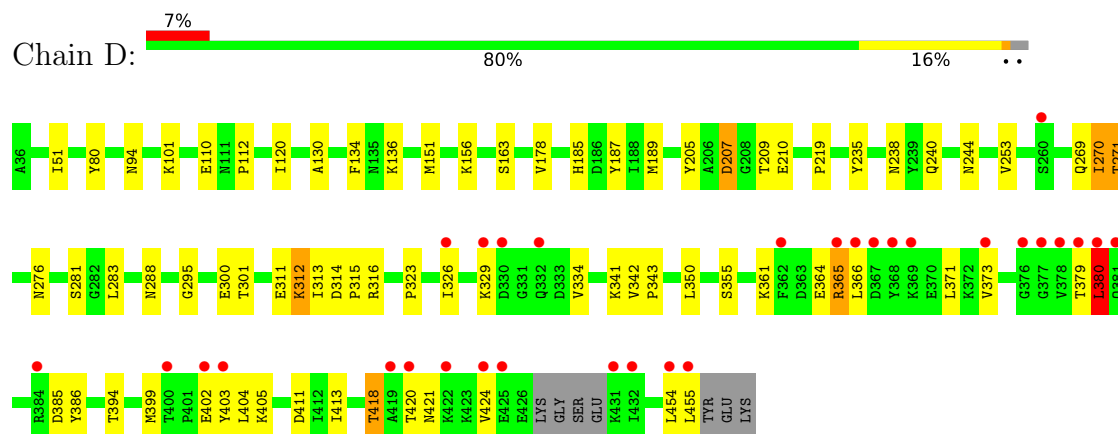 7%
Chain D:
80% 16% • •
A36 I51 Y80 N94 K101 E110 N111 P112 I120 A130 F134 N135 K136 M151 K156 S163 V178 H185 D186 Y187 I188 M189 Y205 A206 D207 G208 T209 E210 P219 Y235 N238 Y239 Q240 N244 V253 S260 Q269 I270 T271
N276 S281 G282 L283 N288 G295 E300 T301 E311 K312 I313 D314 P315 R316 P323 I326 K329 D330 G331 Q332 D333 V334 K341 V342 P343 L350 S355 K361 F362 D363 E364 R365 L366 D367 Y368 K369 E370 L371 K372 V373 G376 G377 V378 T379 L380 Q381
R384 D385 Y386 T394 M399 T400 P401 E402 Y403 L404 K405 D411 I412 I413 T418 A419 T420 N421 K422 K423 V424 E425 E426 LYS GLY SER GLU K431 I432 L454 L455 TYR GLU LYS